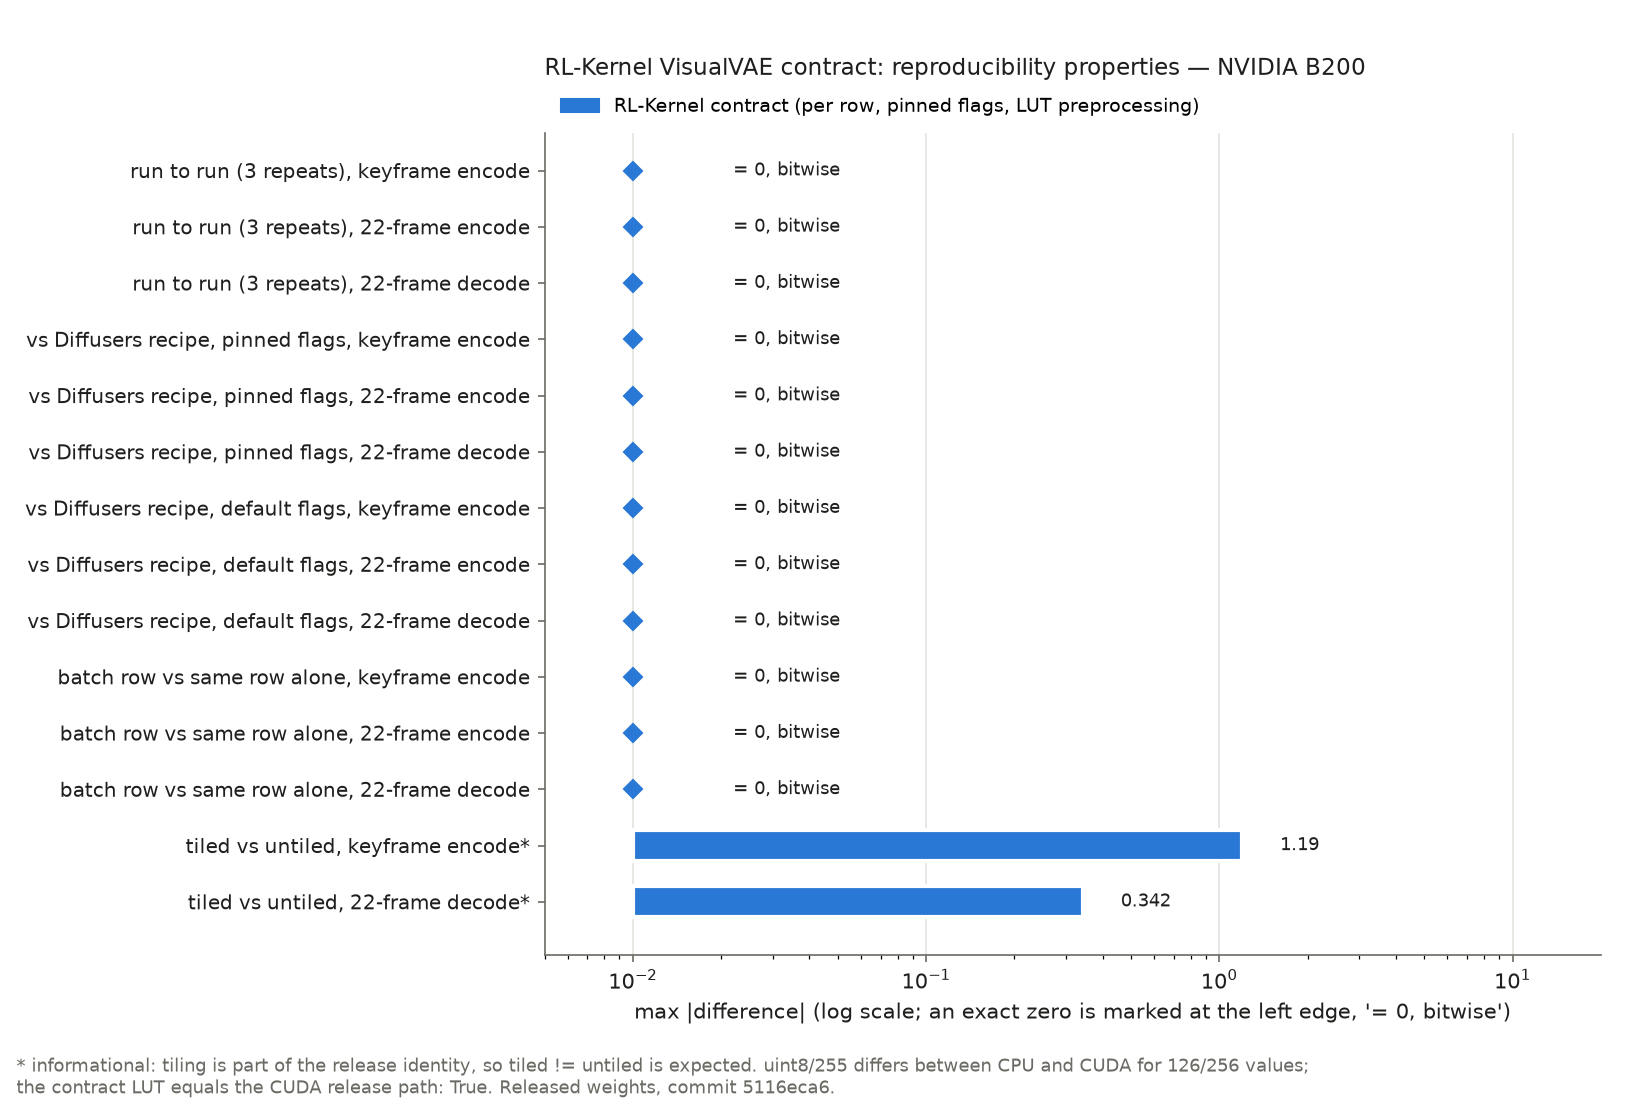 RL-Kernel VisualVAE contract: reproducibility properties — NVIDIA B200
RL-Kernel contract (per row, pinned flags, LUT preprocessing)
run to run (3 repeats), keyframe encode
= 0, bitwise
run to run (3 repeats), 22-frame encode
= 0, bitwise
run to run (3 repeats), 22-frame decode
= 0, bitwise
vs Diffusers recipe, pinned flags, keyframe encode
= 0, bitwise
vs Diffusers recipe, pinned flags, 22-frame encode
= 0, bitwise
vs Diffusers recipe, pinned flags, 22-frame decode
= 0, bitwise
vs Diffusers recipe, default flags, keyframe encode
= 0, bitwise
vs Diffusers recipe, default flags, 22-frame encode
= 0, bitwise
vs Diffusers recipe, default flags, 22-frame decode
= 0, bitwise
batch row vs same row alone, keyframe encode
= 0, bitwise
batch row vs same row alone, 22-frame encode
= 0, bitwise
batch row vs same row alone, 22-frame decode
= 0, bitwise
tiled vs untiled, keyframe encode*
1.19
tiled vs untiled, 22-frame decode*
0.342
10⁻² 10⁻¹ 10⁰ 10¹
max |difference| (log scale; an exact zero is marked at the left edge, '= 0, bitwise')
* informational: tiling is part of the release identity, so tiled != untiled is expected. uint8/255 differs between CPU and CUDA for 126/256 values;
the contract LUT equals the CUDA release path: True. Released weights, commit 5116eca6.